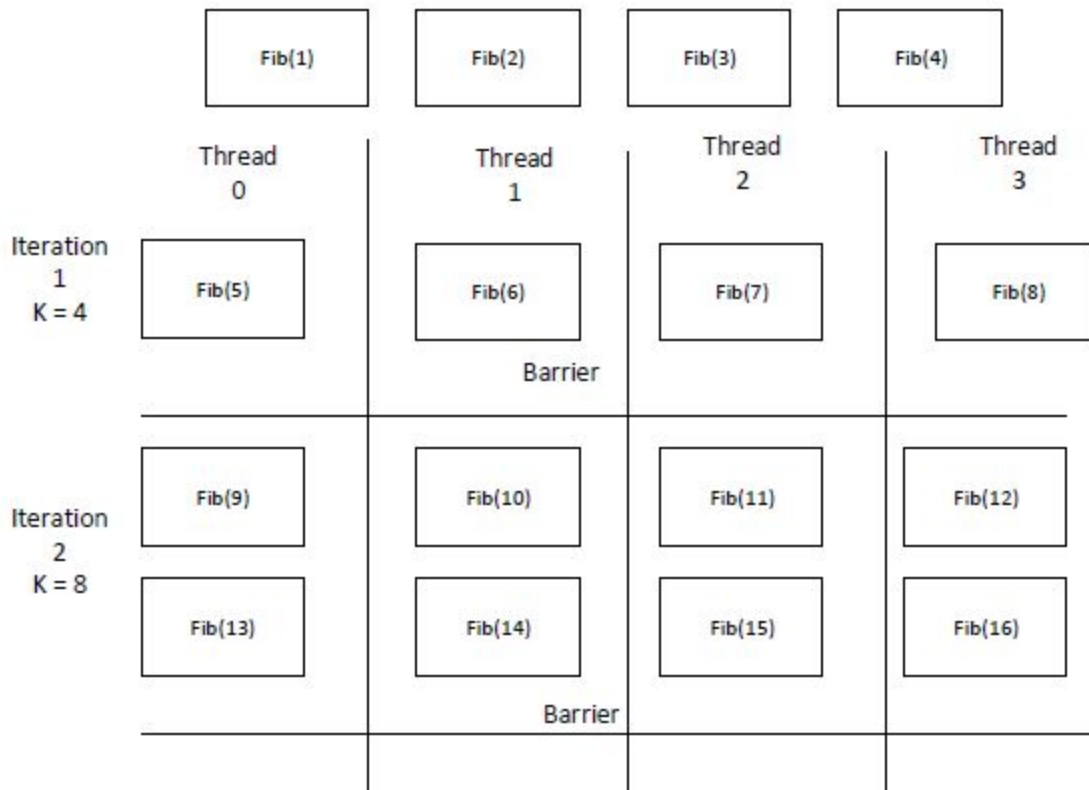 Fib(1) Fib(2) Fib(3) Fib(4)
Thread Thread Thread Thread
0 1 2 3
Iteration
1
K = 4
Fib(5) Fib(6) Fib(7) Fib(8)
Barrier
Iteration
2
K = 8
Fib(9) Fib(10) Fib(11) Fib(12)
Fib(13) Fib(14) Fib(15) Fib(16)
Barrier